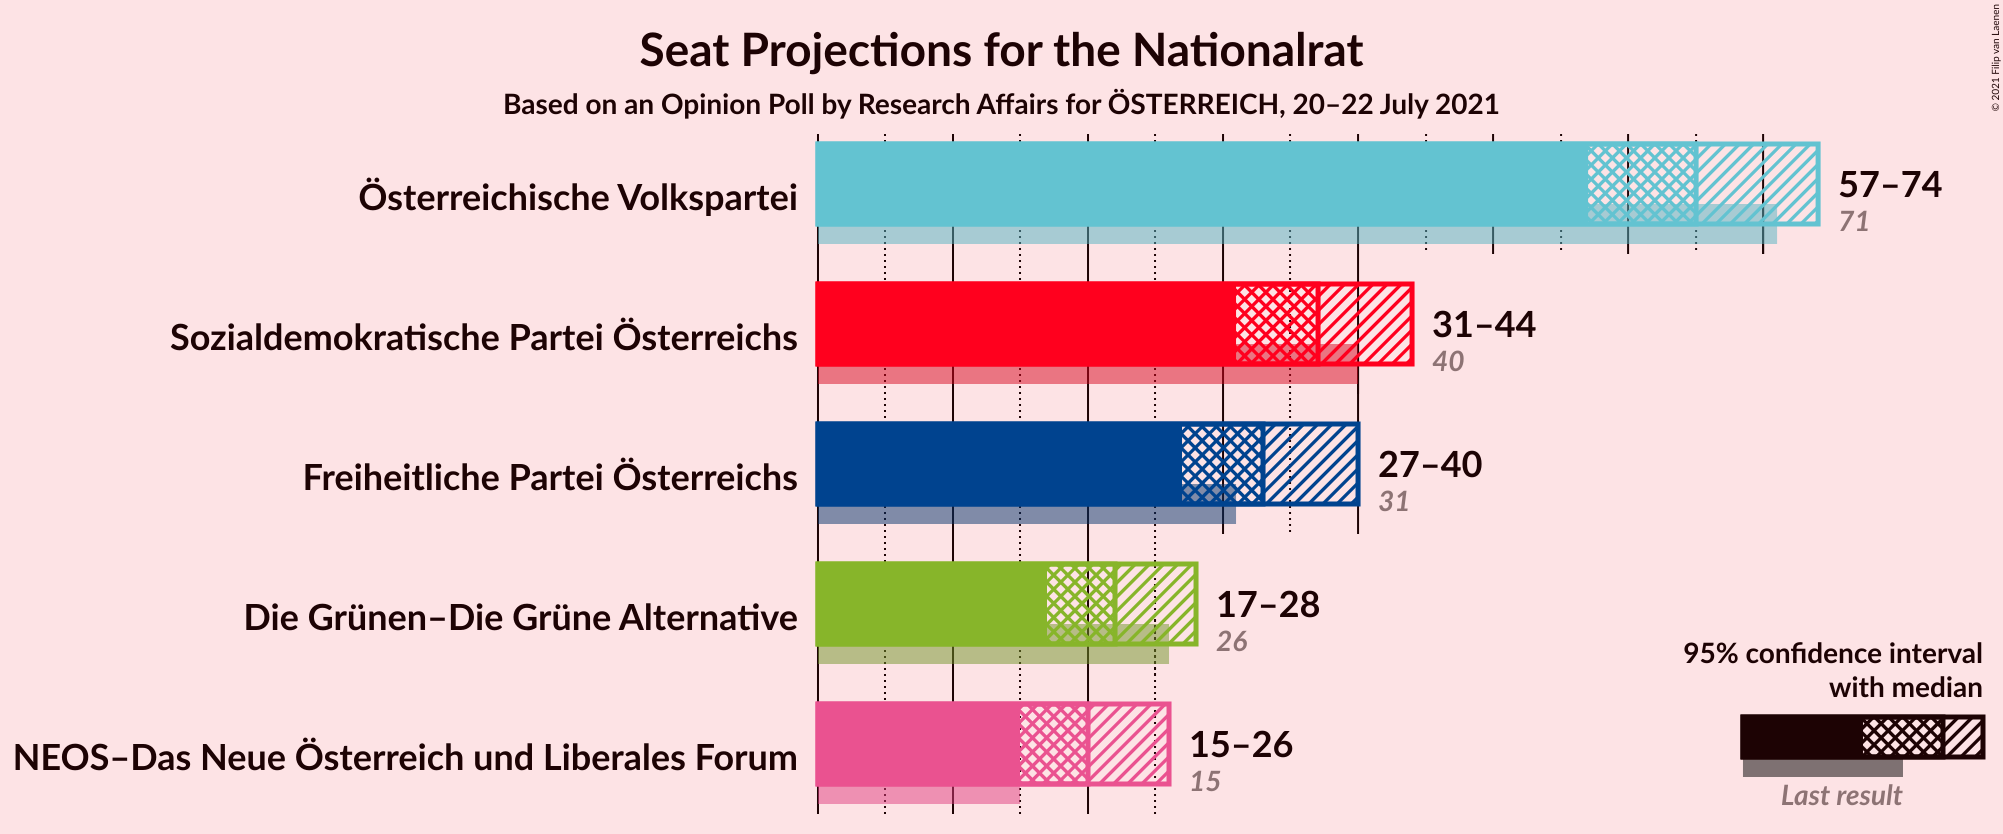 Seat Projections for the Nationalrat
Based on an Opinion Poll by Research Affairs for ÖSTERREICH, 20–22 July 2021
© 2021 Filip van Laenen
Österreichische Volkspartei
57–74
71
Sozialdemokratische Partei Österreichs
31–44
40
Freiheitliche Partei Österreichs
27–40
31
Die Grünen–Die Grüne Alternative
17–28
26
NEOS–Das Neue Österreich und Liberales Forum
15–26
15
95% confidence interval
with median
Last result